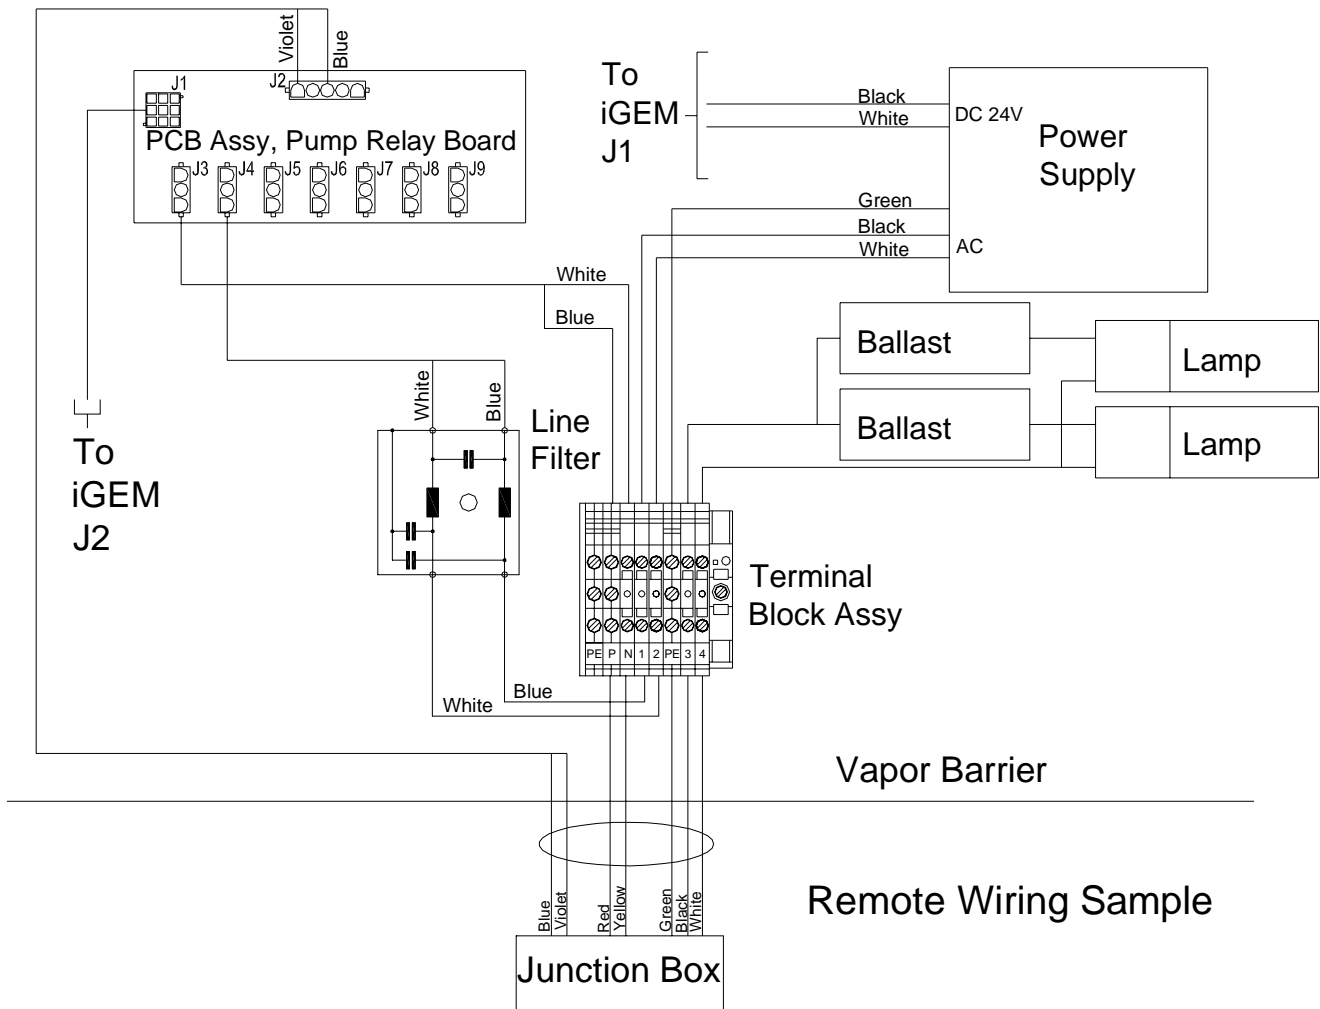 Violet
Blue
J2
J1
PCB Assy, Pump Relay Board
J3
J4
J5
J6
J7
J8
J9
To
iGEM
J1
Black
White
DC 24V
Power
Supply
Green
Black
White
AC
White
Blue
Ballast
Lamp
Ballast
Lamp
White
Blue
Line
Filter
To
iGEM
J2
Terminal
Block Assy
PE P N 1 2 PE 3 4
Blue
White
Vapor Barrier
Remote Wiring Sample
Blue
Violet
Red
Yellow
Green
Black
White
Junction Box